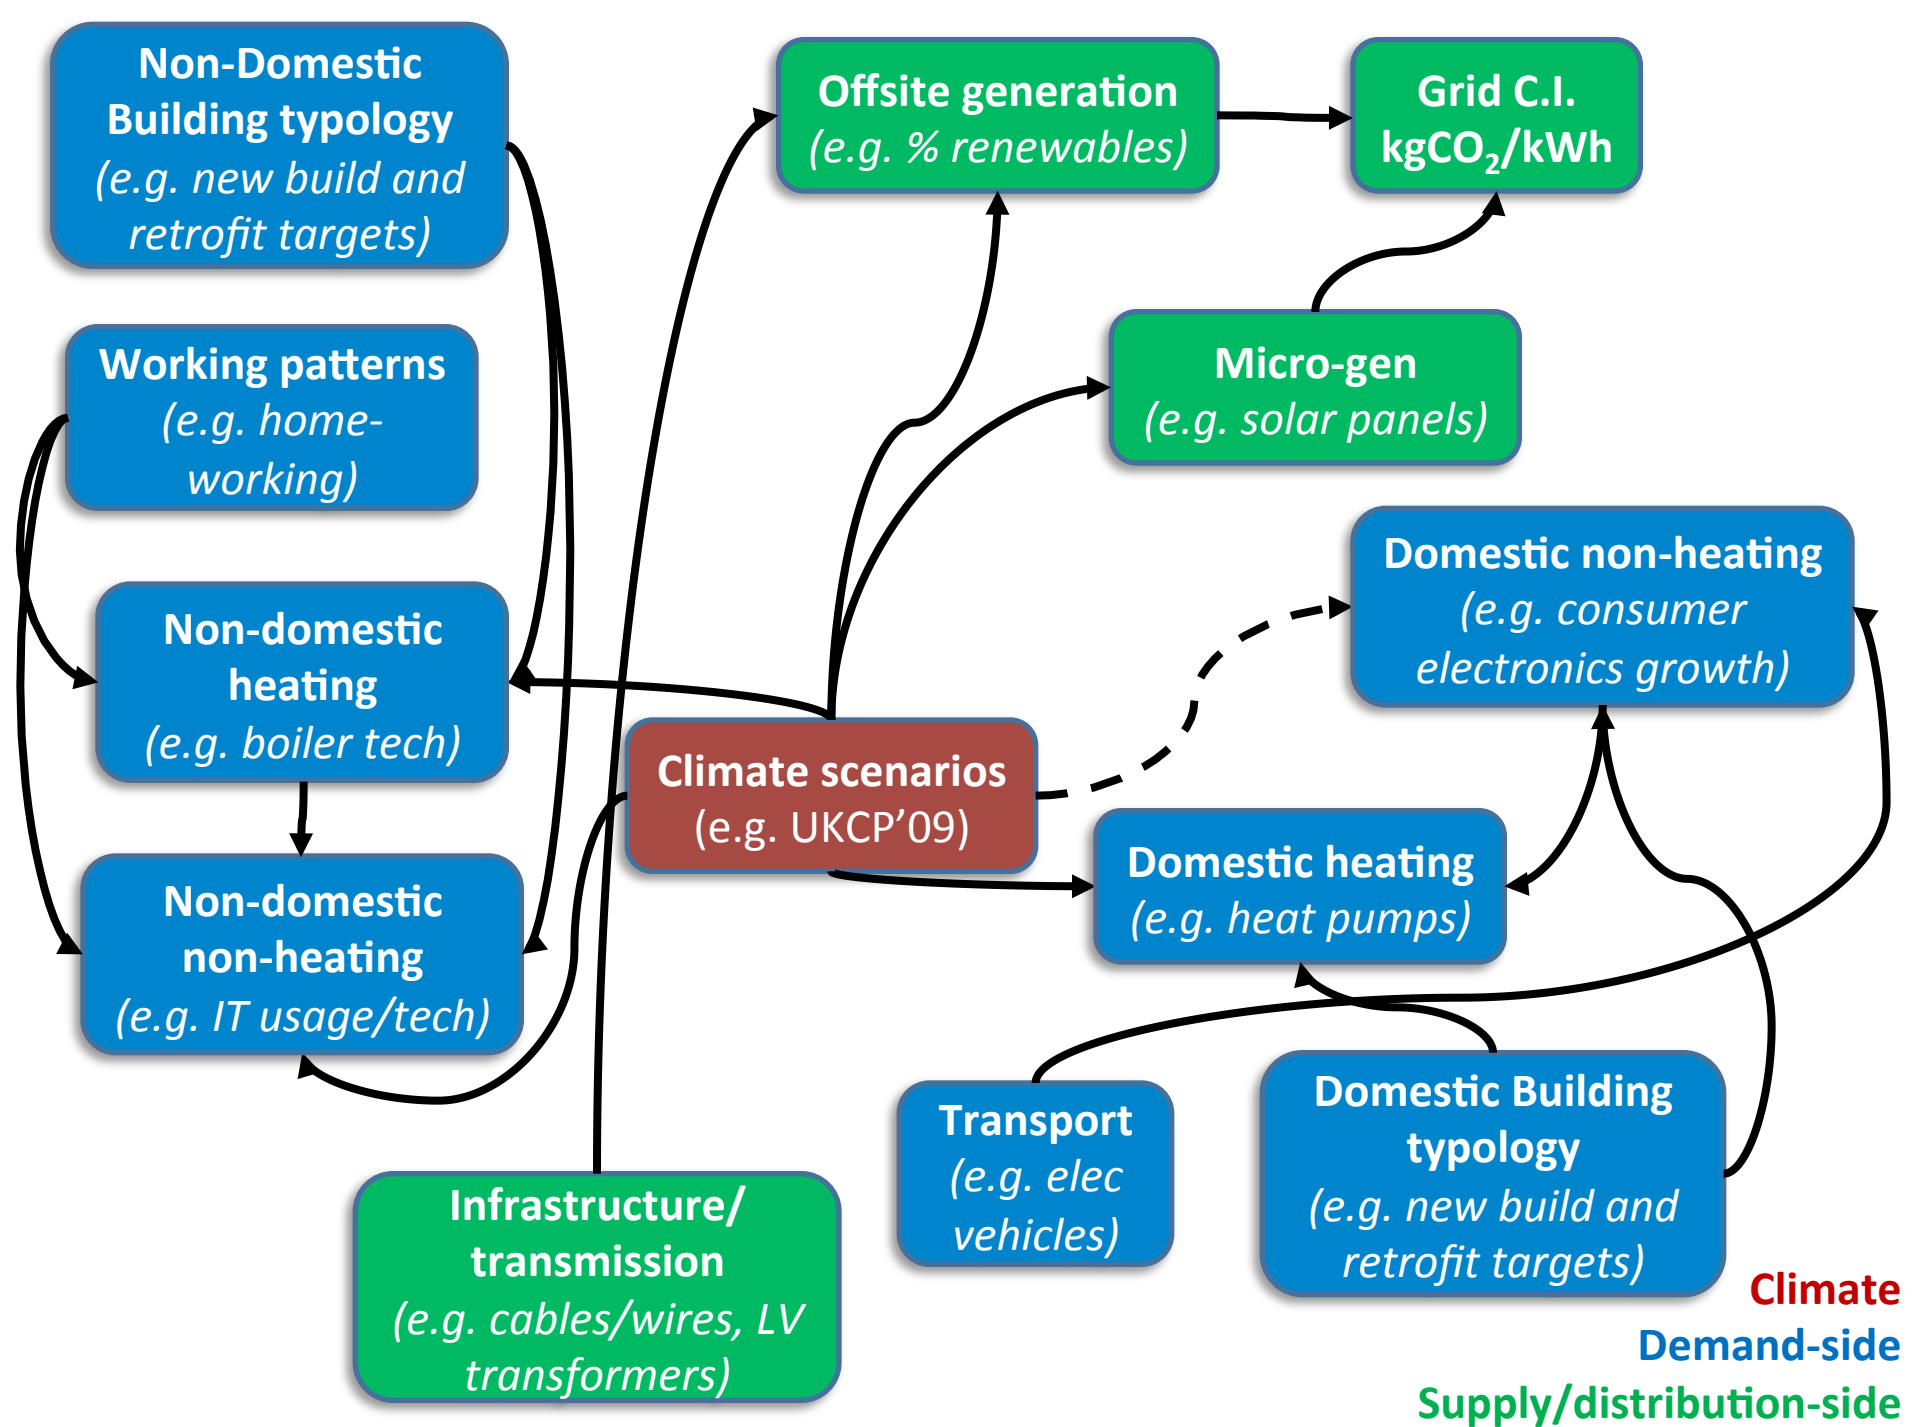 Non-Domestic
Building typology
(e.g. new build and
retrofit targets)
Offsite generation
(e.g. % renewables)
Grid C.I.
kgCO₂/kWh
Working patterns
(e.g. home-
working)
Micro-gen
(e.g. solar panels)
Domestic non-heating
(e.g. consumer
electronics growth)
Non-domestic
heating
(e.g. boiler tech)
Climate scenarios
(e.g. UKCP’09)
Domestic heating
(e.g. heat pumps)
Non-domestic
non-heating
(e.g. IT usage/tech)
Transport
(e.g. elec
vehicles)
Domestic Building
typology
(e.g. new build and
retrofit targets)
Infrastructure/
transmission
(e.g. cables/wires, LV
transformers)
Climate
Demand-side
Supply/distribution-side